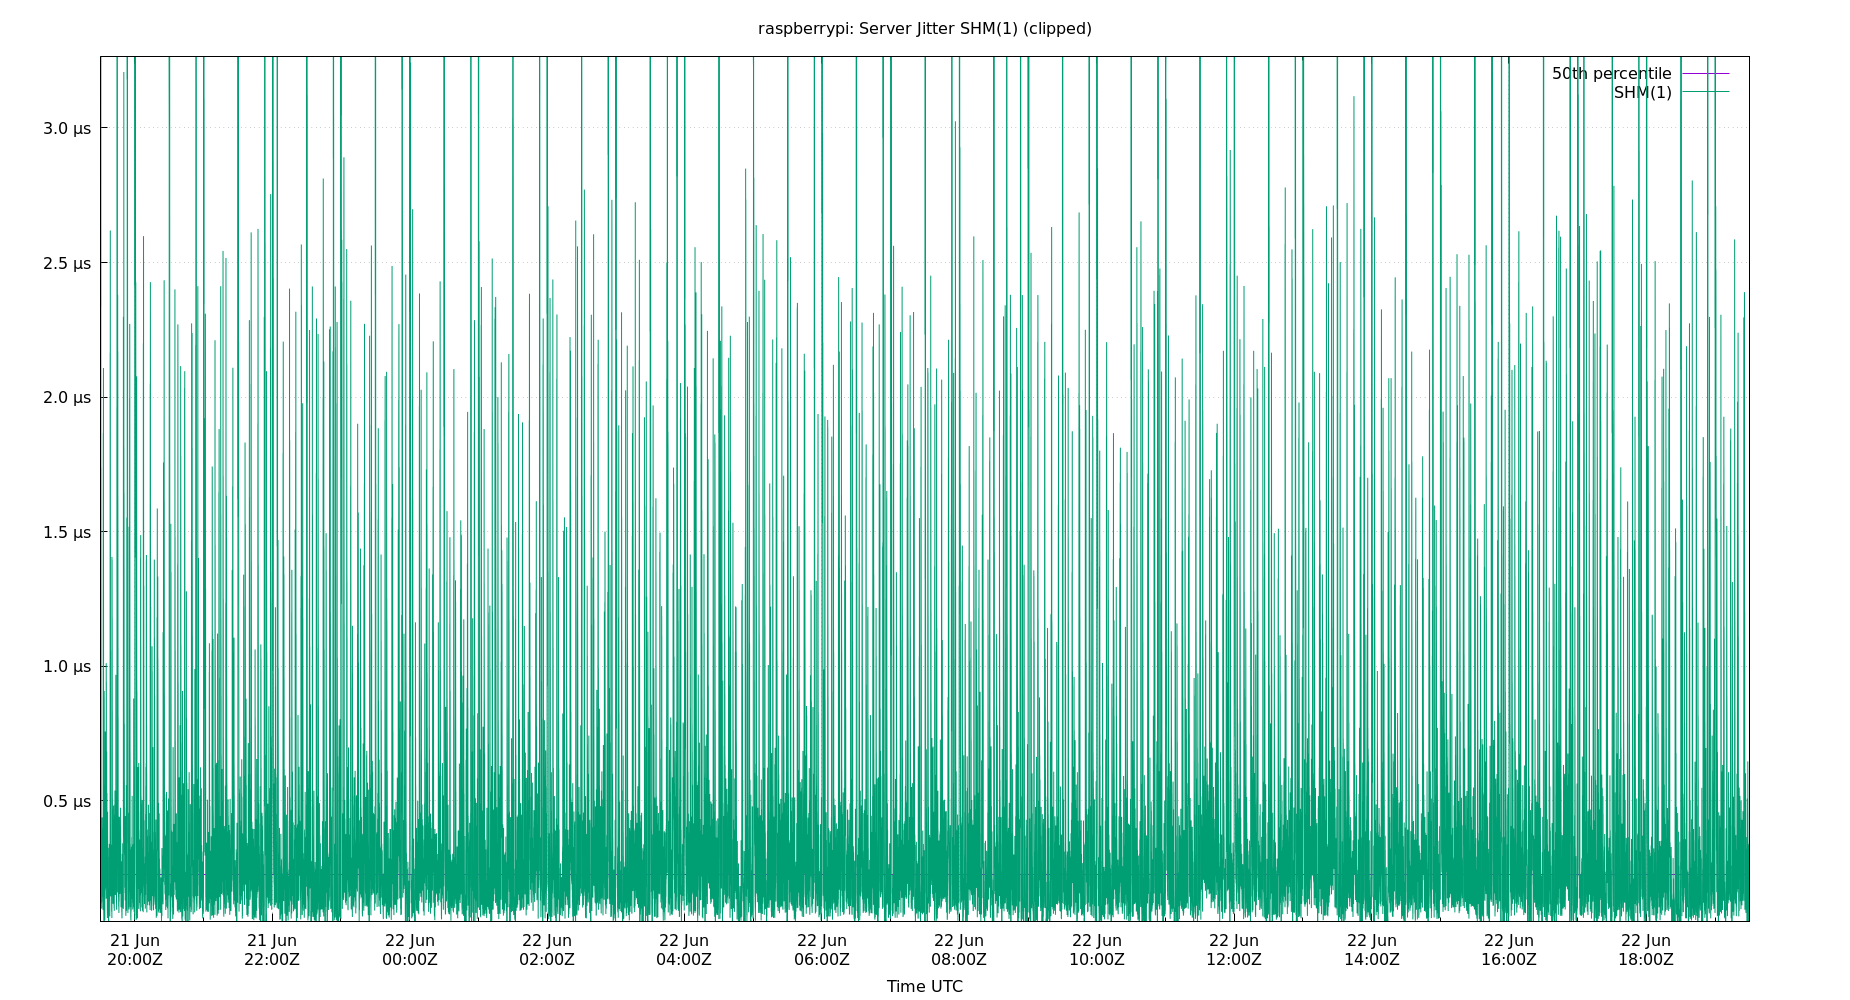 raspberrypi: Server Jitter SHM(1) (clipped)
50th percentile
SHM(1)
3.0 µs
2.5 µs
2.0 µs
1.5 µs
1.0 µs
0.5 µs
21 Jun 21 Jun 22 Jun 22 Jun 22 Jun 22 Jun 22 Jun 22 Jun 22 Jun 22 Jun 22 Jun 22 Jun
20:00Z 22:00Z 00:00Z 02:00Z 04:00Z 06:00Z 08:00Z 10:00Z 12:00Z 14:00Z 16:00Z 18:00Z
Time UTC